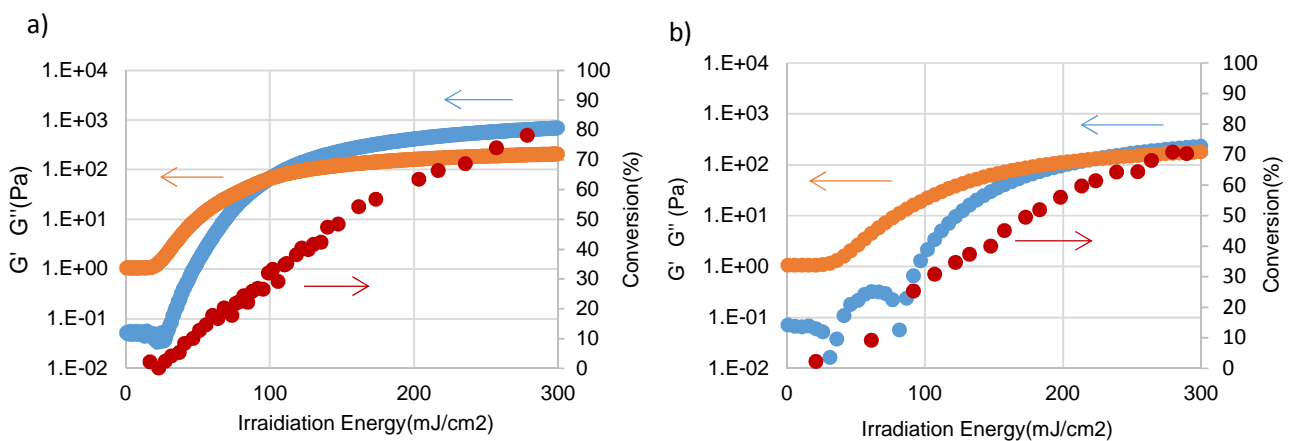 a)
1.E+04
1.E+03
1.E+02
1.E+01
1.E+00
1.E-01
1.E-02
G' G"(Pa)
0
100
200
300
Irraidiation Energy(mJ/cm2)
100
90
80
70
60
50
40
30
20
10
0
Conversion(%)
b)
1.E+04
1.E+03
1.E+02
1.E+01
1.E+00
1.E-01
1.E-02
G' G"(Pa)
0
100
200
300
Irradiation Energy(mJ/cm2)
100
90
80
70
60
50
40
30
20
10
0
Conversion(%)